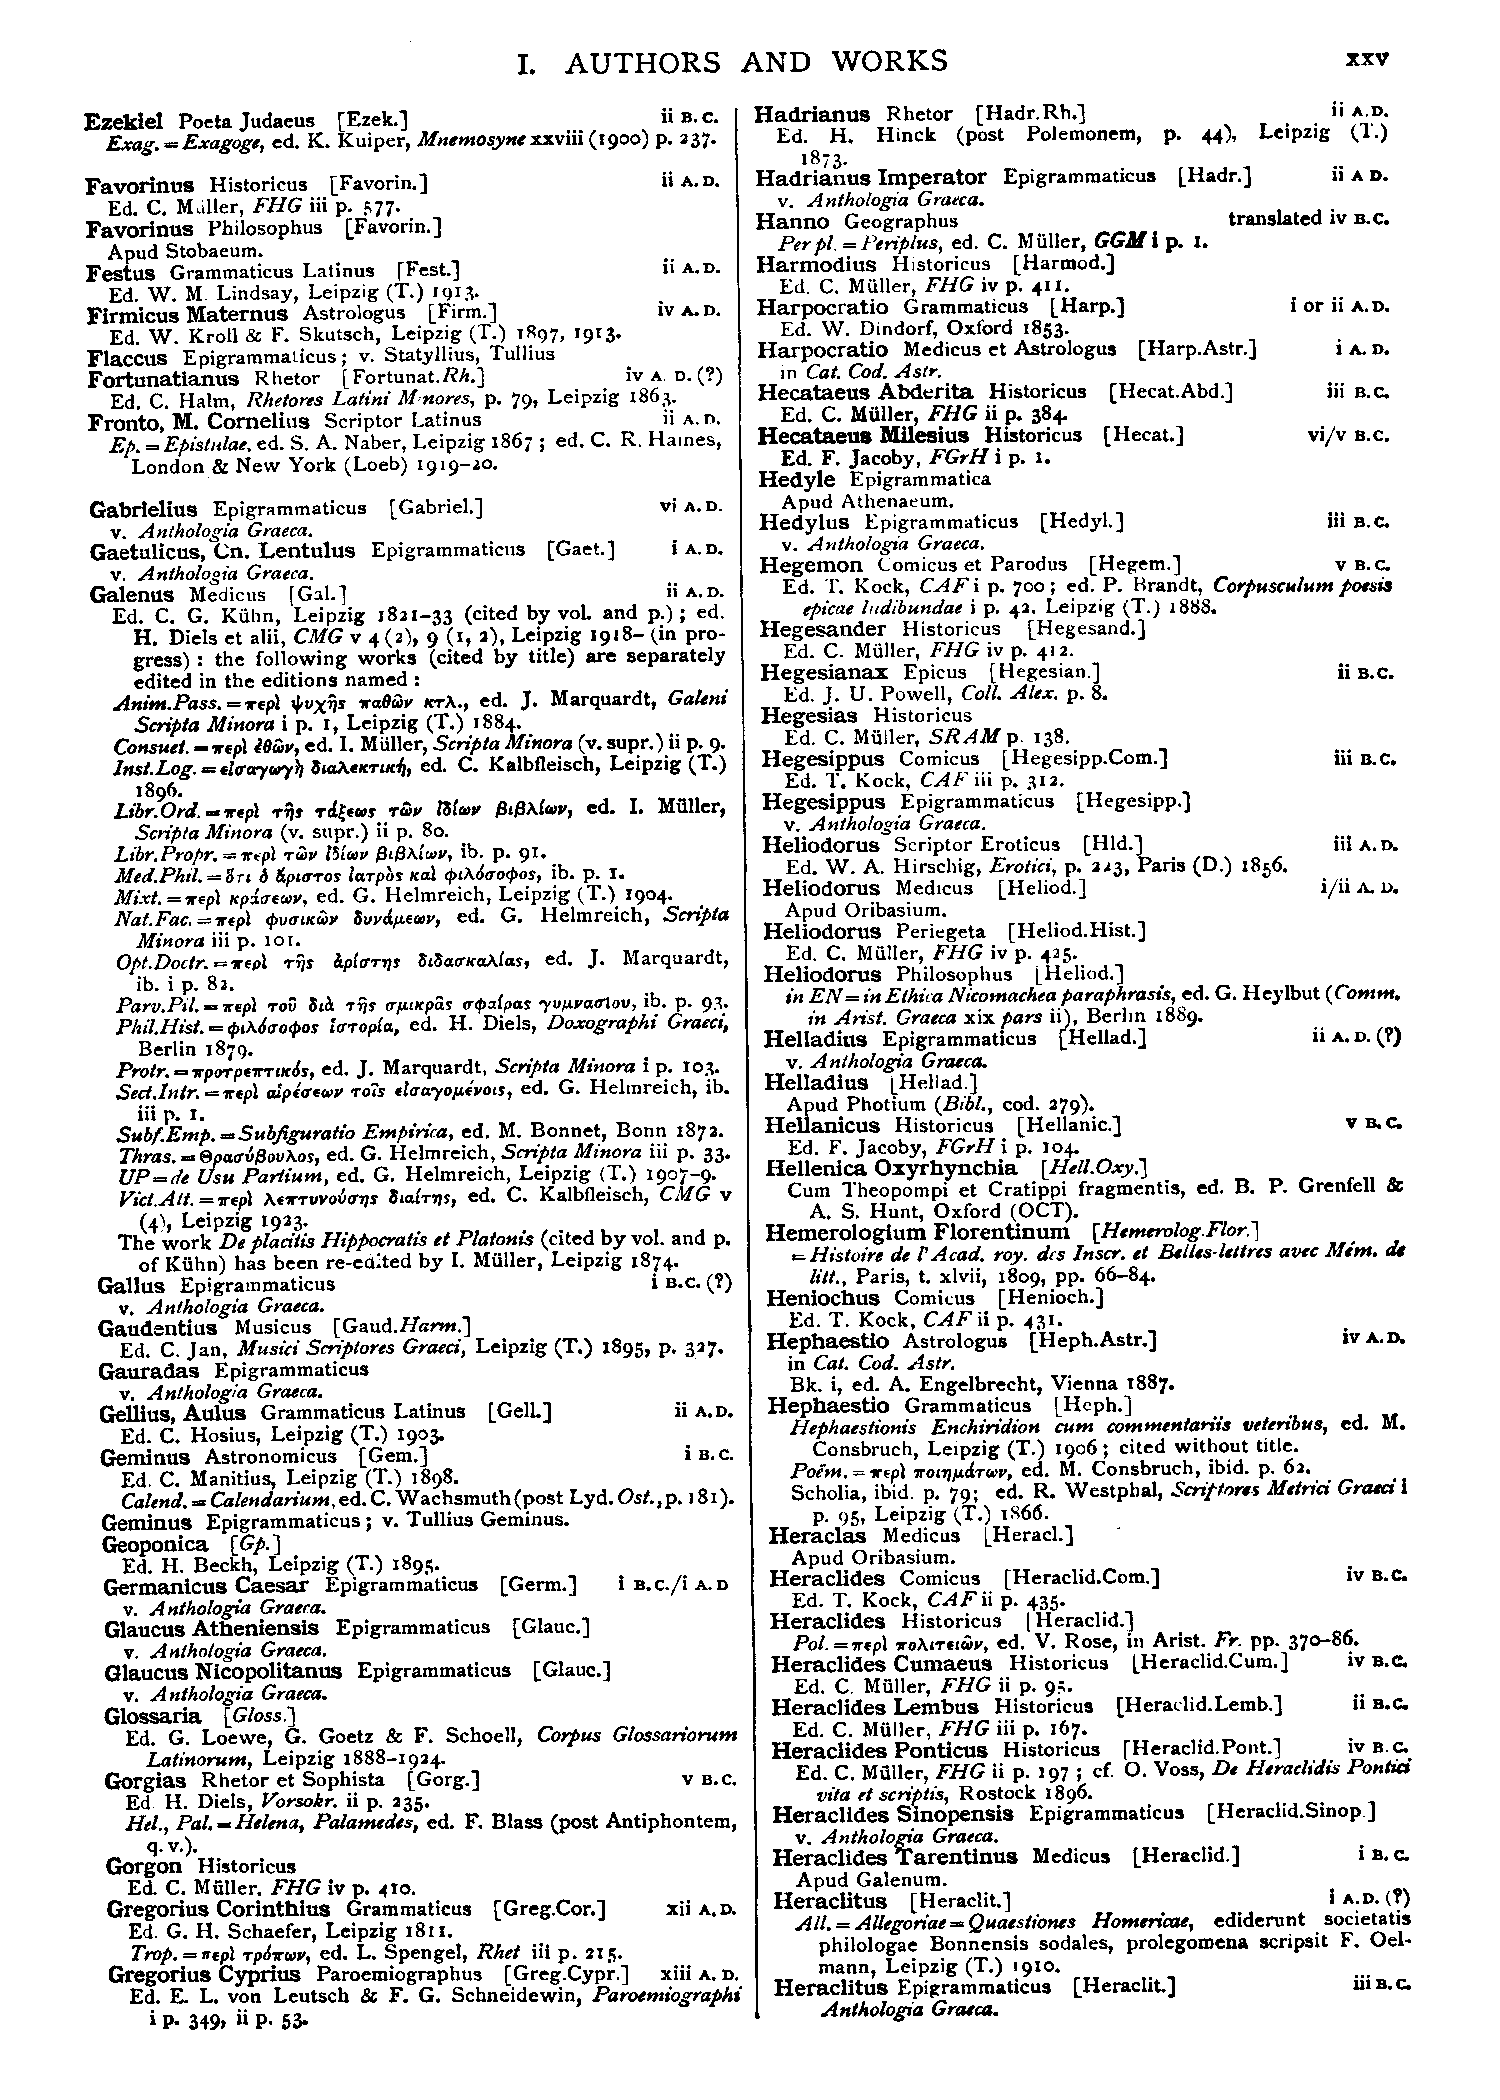 I. AUTHORS AND WORKS
xxv
Ezekiel Poeta Judaeus [Ezek.] ii B.C.
Exag. = Exagoge, ed. K. Kuiper, Mnemosyne xxviii (1900) p. 237.
Favorinus Historicus [Favorin.] ii A.D.
Ed. C. Müller, FHG iii p. 577.
Favorinus Philosophus [Favorin.]
Apud Stobaeum.
Festus Grammaticus Latinus [Fest.] ii A.D.
Ed. W. M. Lindsay, Leipzig (T.) 1913.
Firmicus Maternus Astrologus [Firm.] iv A.D.
Ed. W. Kroll & F. Skutsch, Leipzig (T.) 1897, 1913.
Flaccus Epigrammaticus; v. Statyllius, Tullius
Fortunatianus Rhetor [Fortunat.Rh.] iv A.D. (?)
Ed. C. Halm, Rhetores Latini Minores, p. 79, Leipzig 1863.
Fronto, M. Cornelius Scriptor Latinus ii A.D.
Ep. = Epistulae, ed. S. A. Naber, Leipzig 1867; ed. C. R. Haines,
London & New York (Loeb) 1919–20.
Gabrielius Epigrammaticus [Gabriel.] vi A.D.
v. Anthologia Graeca.
Gaetulicus, Cn. Lentulus Epigrammaticus [Gaet.] i A.D.
v. Anthologia Graeca.
Galenus Medicus [Gal.] ii A.D.
Ed. C. G. Kühn, Leipzig 1821–33 (cited by vol. and p.); ed.
H. Diels et alii, CMG v 4 (2), 9 (1, 2), Leipzig 1918– (in pro-
gress): the following works (cited by title) are separately
edited in the editions named:
Anim.Pass. = περὶ ψυχῆς παθῶν κτλ., ed. J. Marquardt, Galeni
Scripta Minora i p. 1, Leipzig (T.) 1884.
Consuet. = περὶ ἐθῶν, ed. I. Müller, Scripta Minora (v. supr.) ii p. 9.
Inst.Log. = εἰσαγωγὴ διαλεκτική, ed. C. Kalbfleisch, Leipzig (T.)
1896.
Libr.Ord. = περὶ τῆς τάξεως τῶν ἰδίων βιβλίων, ed. I. Müller,
Scripta Minora (v. supr.) ii p. 80.
Libr.Propr. = περὶ τῶν ἰδίων βιβλίων, ib. p. 91.
Med.Phil. = ὅτι ὁ ἄριστος ἰατρὸς καὶ φιλόσοφος, ib. p. 1.
Mixt. = περὶ κράσεων, ed. G. Helmreich, Leipzig (T.) 1904.
Nat.Fac. = περὶ φυσικῶν δυνάμεων, ed. G. Helmreich, Scripta
Minora iii p. 101.
Opt.Doctr. = περὶ τῆς ἀρίστης διδασκαλίας, ed. J. Marquardt,
ib. i p. 82.
Parv.Pil. = περὶ τοῦ διὰ τῆς σμικρᾶς σφαίρας γυμνασίου, ib. p. 93.
Phil.Hist. = φιλόσοφος ἱστορία, ed. H. Diels, Doxographi Graeci,
Berlin 1879.
Protr. = προτρεπτικός, ed. J. Marquardt, Scripta Minora i p. 103.
Sect.Intr. = περὶ αἱρέσεων τοῖς εἰσαγομένοις, ed. G. Helmreich, ib.
iii p. 1.
Subf.Emp. = Subfiguratio Empirica, ed. M. Bonnet, Bonn 1872.
Thras. = Θρασύβουλος, ed. G. Helmreich, Scripta Minora iii p. 33.
UP = de Usu Partium, ed. G. Helmreich, Leipzig (T.) 1907–9.
Vict.Att. = περὶ λεπτυνούσης διαίτης, ed. C. Kalbfleisch, CMG v
(4), Leipzig 1923.
The work De placitis Hippocratis et Platonis (cited by vol. and p.
of Kühn) has been re-edited by I. Müller, Leipzig 1874.
Gallus Epigrammaticus i B.C. (?)
v. Anthologia Graeca.
Gaudentius Musicus [Gaud.Harm.]
Ed. C. Jan, Musici Scriptores Graeci, Leipzig (T.) 1895, p. 327.
Gauradas Epigrammaticus
v. Anthologia Graeca.
Gellius, Aulus Grammaticus Latinus [Gell.] ii A.D.
Ed. C. Hosius, Leipzig (T.) 1903.
Geminus Astronomicus [Gem.] i B.C.
Ed. C. Manitius, Leipzig (T.) 1898.
Calend. = Calendarium, ed. C. Wachsmuth (post Lyd. Ost., p. 181).
Geminus Epigrammaticus; v. Tullius Geminus.
Geoponica [Gp.]
Ed. H. Beckh, Leipzig (T.) 1895.
Germanicus Caesar Epigrammaticus [Germ.] i B.C./i A.D
v. Anthologia Graeca.
Glaucus Atheniensis Epigrammaticus [Glauc.]
v. Anthologia Graeca.
Glaucus Nicopolitanus Epigrammaticus [Glauc.]
v. Anthologia Graeca.
Glossaria [Gloss.]
Ed. G. Loewe, G. Goetz & F. Schoell, Corpus Glossariorum
Latinorum, Leipzig 1888–1924.
Gorgias Rhetor et Sophista [Gorg.] v B.C.
Ed. H. Diels, Vorsokr. ii p. 235.
Hel., Pal. = Helena, Palamedes, ed. F. Blass (post Antiphontem,
q.v.).
Gorgon Historicus
Ed. C. Müller, FHG iv p. 410.
Gregorius Corinthius Grammaticus [Greg.Cor.] xii A.D.
Ed. G. H. Schaefer, Leipzig 1811.
Trop. = περὶ τρόπων, ed. L. Spengel, Rhet iii p. 215.
Gregorius Cyprius Paroemiographus [Greg.Cypr.] xiii A.D.
Ed. E. L. von Leutsch & F. G. Schneidewin, Paroemiographi
i p. 349, ii p. 53.
Hadrianus Rhetor [Hadr.Rh.] ii A.D.
Ed. H. Hinck (post Polemonem, p. 44), Leipzig (T.)
1873.
Hadrianus Imperator Epigrammaticus [Hadr.] ii A D.
v. Anthologia Graeca.
Hanno Geographus translated iv B.C.
Peripl. = Periplus, ed. C. Müller, GGM i p. 1.
Harmodius Historicus [Harmod.]
Ed. C. Müller, FHG iv p. 411.
Harpocratio Grammaticus [Harp.] i or ii A.D.
Ed. W. Dindorf, Oxford 1853.
Harpocratio Medicus et Astrologus [Harp.Astr.] i A.D.
in Cat. Cod. Astr.
Hecataeus Abderita Historicus [Hecat.Abd.] iii B.C.
Ed. C. Müller, FHG ii p. 384.
Hecataeus Milesius Historicus [Hecat.] vi/v B.C.
Ed. F. Jacoby, FGrH i p. 1.
Hedyle Epigrammatica
Apud Athenaeum.
Hedylus Epigrammaticus [Hedyl.] iii B.C.
v. Anthologia Graeca.
Hegemon Comicus et Parodus [Hegem.] v B.C.
Ed. T. Kock, CAF i p. 700; ed. P. Brandt, Corpusculum poesis
epicae ludibundae i p. 42, Leipzig (T.) 1888.
Hegesander Historicus [Hegesand.]
Ed. C. Müller, FHG iv p. 412.
Hegesianax Epicus [Hegesian.] ii B.C.
Ed. J. U. Powell, Coll. Alex. p. 8.
Hegesias Historicus
Ed. C. Müller, SRAM p. 138.
Hegesippus Comicus [Hegesipp.Com.] iii B.C.
Ed. T. Kock, CAF iii p. 312.
Hegesippus Epigrammaticus [Hegesipp.]
v. Anthologia Graeca.
Heliodorus Scriptor Eroticus [Hld.] iii A.D.
Ed. W. A. Hirschig, Erotici, p. 223, Paris (D.) 1856.
Heliodorus Medicus [Heliod.] i/ii A.D.
Apud Oribasium.
Heliodorus Periegeta [Heliod.Hist.]
Ed. C. Müller, FHG iv p. 425.
Heliodorus Philosophus [Heliod.]
in EN = in Ethica Nicomachea paraphrasis, ed. G. Heylbut (Comm.
in Arist. Graeca xix pars ii), Berlin 1889.
Helladius Epigrammaticus [Hellad.] ii A.D. (?)
v. Anthologia Graeca.
Helladius [Hellad.]
Apud Photium (Bibl., cod. 279).
Hellanicus Historicus [Hellanic.] v B.C.
Ed. F. Jacoby, FGrH i p. 104.
Hellenica Oxyrhynchia [Hell.Oxy.]
Cum Theopompi et Cratippi fragmentis, ed. B. P. Grenfell &
A. S. Hunt, Oxford (OCT).
Hemerologium Florentinum [Hemerolog.Flor.]
= Histoire de l'Acad. roy. des Inscr. et Belles-lettres avec Mém. de
litt., Paris, t. xlvii, 1809, pp. 66–84.
Heniochus Comicus [Henioch.]
Ed. T. Kock, CAF ii p. 431.
Hephaestio Astrologus [Heph.Astr.] iv A.D.
in Cat. Cod. Astr.
Bk. i, ed. A. Engelbrecht, Vienna 1887.
Hephaestio Grammaticus [Heph.]
Hephaestionis Enchiridion cum commentariis veteribus, ed. M.
Consbruch, Leipzig (T.) 1906; cited without title.
Poëm. = περὶ ποιημάτων, ed. M. Consbruch, ibid. p. 62.
Scholia, ibid. p. 79; ed. R. Westphal, Scriptores Metrici Graeci i
p. 95, Leipzig (T.) 1866.
Heraclas Medicus [Heracl.]
Apud Oribasium.
Heraclides Comicus [Heraclid.Com.] iv B.C.
Ed. T. Kock, CAF ii p. 435.
Heraclides Historicus [Heraclid.]
Pol. = περὶ πολιτειῶν, ed. V. Rose, in Arist. Fr. pp. 370–86.
Heraclides Cumaeus Historicus [Heraclid.Cum.] iv B.C.
Ed. C. Müller, FHG ii p. 95.
Heraclides Lembus Historicus [Heraclid.Lemb.] ii B.C.
Ed. C. Müller, FHG iii p. 167.
Heraclides Ponticus Historicus [Heraclid.Pont.] iv B.C.
Ed. C. Müller, FHG ii p. 197; cf. O. Voss, De Heraclidis Pontici
vita et scriptis, Rostock 1896.
Heraclides Sinopensis Epigrammaticus [Heraclid.Sinop.]
v. Anthologia Graeca.
Heraclides Tarentinus Medicus [Heraclid.] i B.C.
Apud Galenum.
Heraclitus [Heraclit.] i A.D. (?)
All. = Allegoriae = Quaestiones Homericae, ediderunt societatis
philologae Bonnensis sodales, prolegomena scripsit F. Oel-
mann, Leipzig (T.) 1910.
Heraclitus Epigrammaticus [Heraclit.] iii B.C.
Anthologia Graeca.